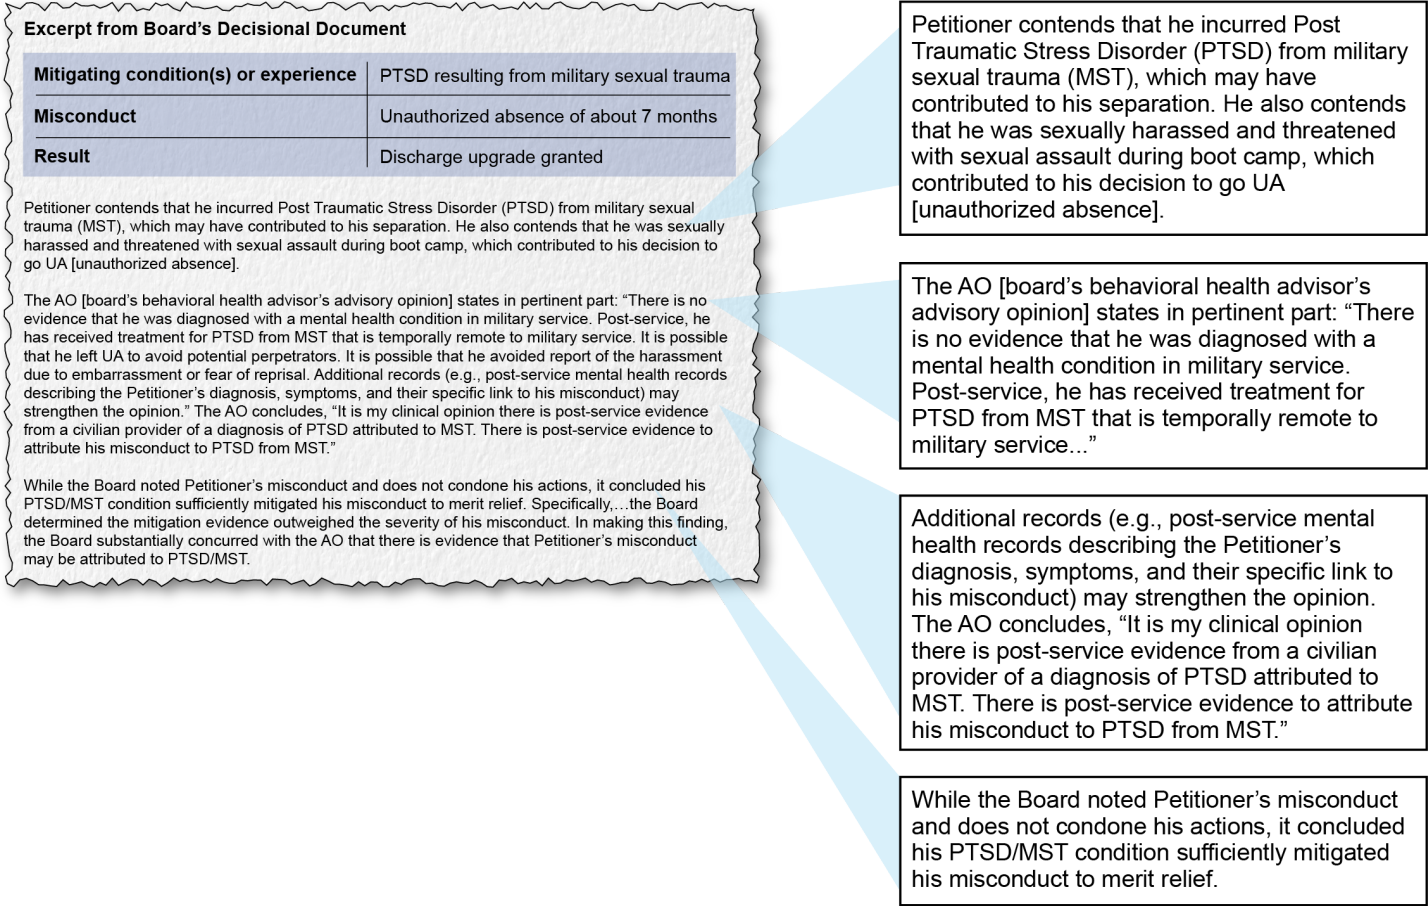 Excerpt from Board’s Decisional Document
Mitigating condition(s) or experience PTSD resulting from military sexual trauma
Misconduct Unauthorized absence of about 7 months
Result Discharge upgrade granted
Petitioner contends that he incurred Post Traumatic Stress Disorder (PTSD) from military sexual
trauma (MST), which may have contributed to his separation. He also contends that he was sexually
harassed and threatened with sexual assault during boot camp, which contributed to his decision to
go UA [unauthorized absence].
The AO [board’s behavioral health advisor’s advisory opinion] states in pertinent part: “There is no
evidence that he was diagnosed with a mental health condition in military service. Post-service, he
has received treatment for PTSD from MST that is temporally remote to military service. It is possible
that he left UA to avoid potential perpetrators. It is possible that he avoided report of the harassment
due to embarrassment or fear of reprisal. Additional records (e.g., post-service mental health records
describing the Petitioner’s diagnosis, symptoms, and their specific link to his misconduct) may
strengthen the opinion.” The AO concludes, “It is my clinical opinion there is post-service evidence
from a civilian provider of a diagnosis of PTSD attributed to MST. There is post-service evidence to
attribute his misconduct to PTSD from MST.”
While the Board noted Petitioner’s misconduct and does not condone his actions, it concluded his
PTSD/MST condition sufficiently mitigated his misconduct to merit relief. Specifically,…the Board
determined the mitigation evidence outweighed the severity of his misconduct. In making this finding,
the Board substantially concurred with the AO that there is evidence that Petitioner’s misconduct
may be attributed to PTSD/MST.
Petitioner contends that he incurred Post
Traumatic Stress Disorder (PTSD) from military
sexual trauma (MST), which may have
contributed to his separation. He also contends
that he was sexually harassed and threatened
with sexual assault during boot camp, which
contributed to his decision to go UA
[unauthorized absence].
The AO [board’s behavioral health advisor’s
advisory opinion] states in pertinent part: “There
is no evidence that he was diagnosed with a
mental health condition in military service.
Post-service, he has received treatment for
PTSD from MST that is temporally remote to
military service...”
Additional records (e.g., post-service mental
health records describing the Petitioner’s
diagnosis, symptoms, and their specific link to
his misconduct) may strengthen the opinion.
The AO concludes, “It is my clinical opinion
there is post-service evidence from a civilian
provider of a diagnosis of PTSD attributed to
MST. There is post-service evidence to attribute
his misconduct to PTSD from MST.”
While the Board noted Petitioner’s misconduct
and does not condone his actions, it concluded
his PTSD/MST condition sufficiently mitigated
his misconduct to merit relief.